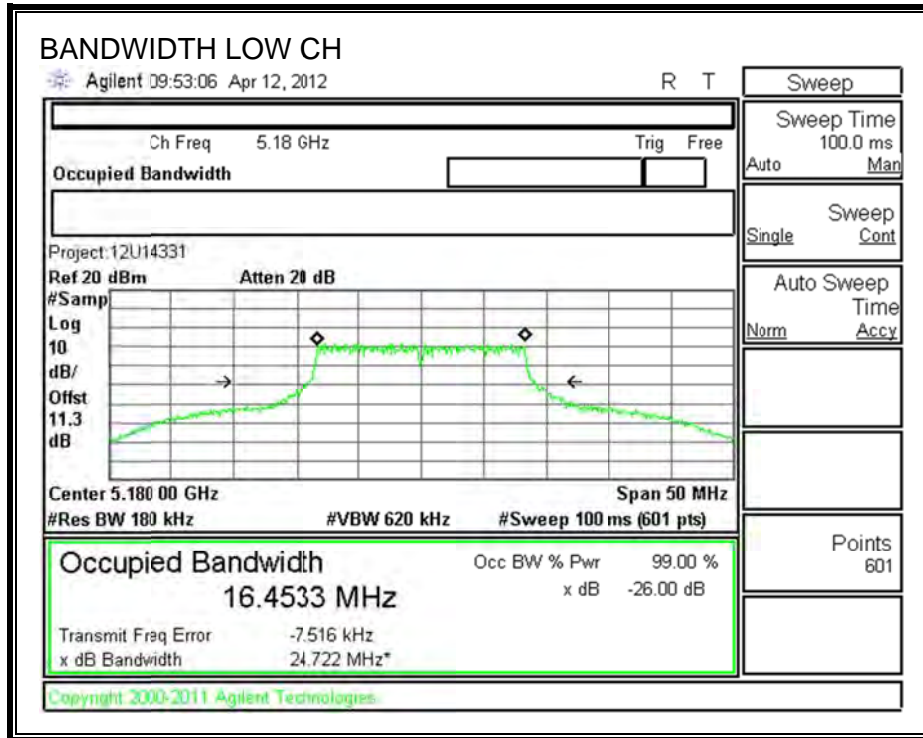 BANDWIDTH LOW CH
Agilent 09:53:06 Apr 12, 2012 R T
Ch Freq 5.18 GHz Trig Free
Occupied Bandwidth
Project:12U14331
Ref 20 dBm Atten 20 dB
#Samp
Log
10
dB/
Offst
11.3
dB
Center 5.180 00 GHz Span 50 MHz
#Res BW 180 kHz #VBW 620 kHz #Sweep 100 ms (601 pts)
Occupied Bandwidth
16.4533 MHz
Occ BW % Pwr 99.00 %
x dB -26.00 dB
Transmit Freq Error -7.516 kHz
x dB Bandwidth 24.722 MHz*
Copyright 2000-2011 Agilent Technologies
Sweep
Sweep Time
100.0 ms
Auto Man
Sweep
Single Cont
Auto Sweep
Time
Norm Accy
Points
601